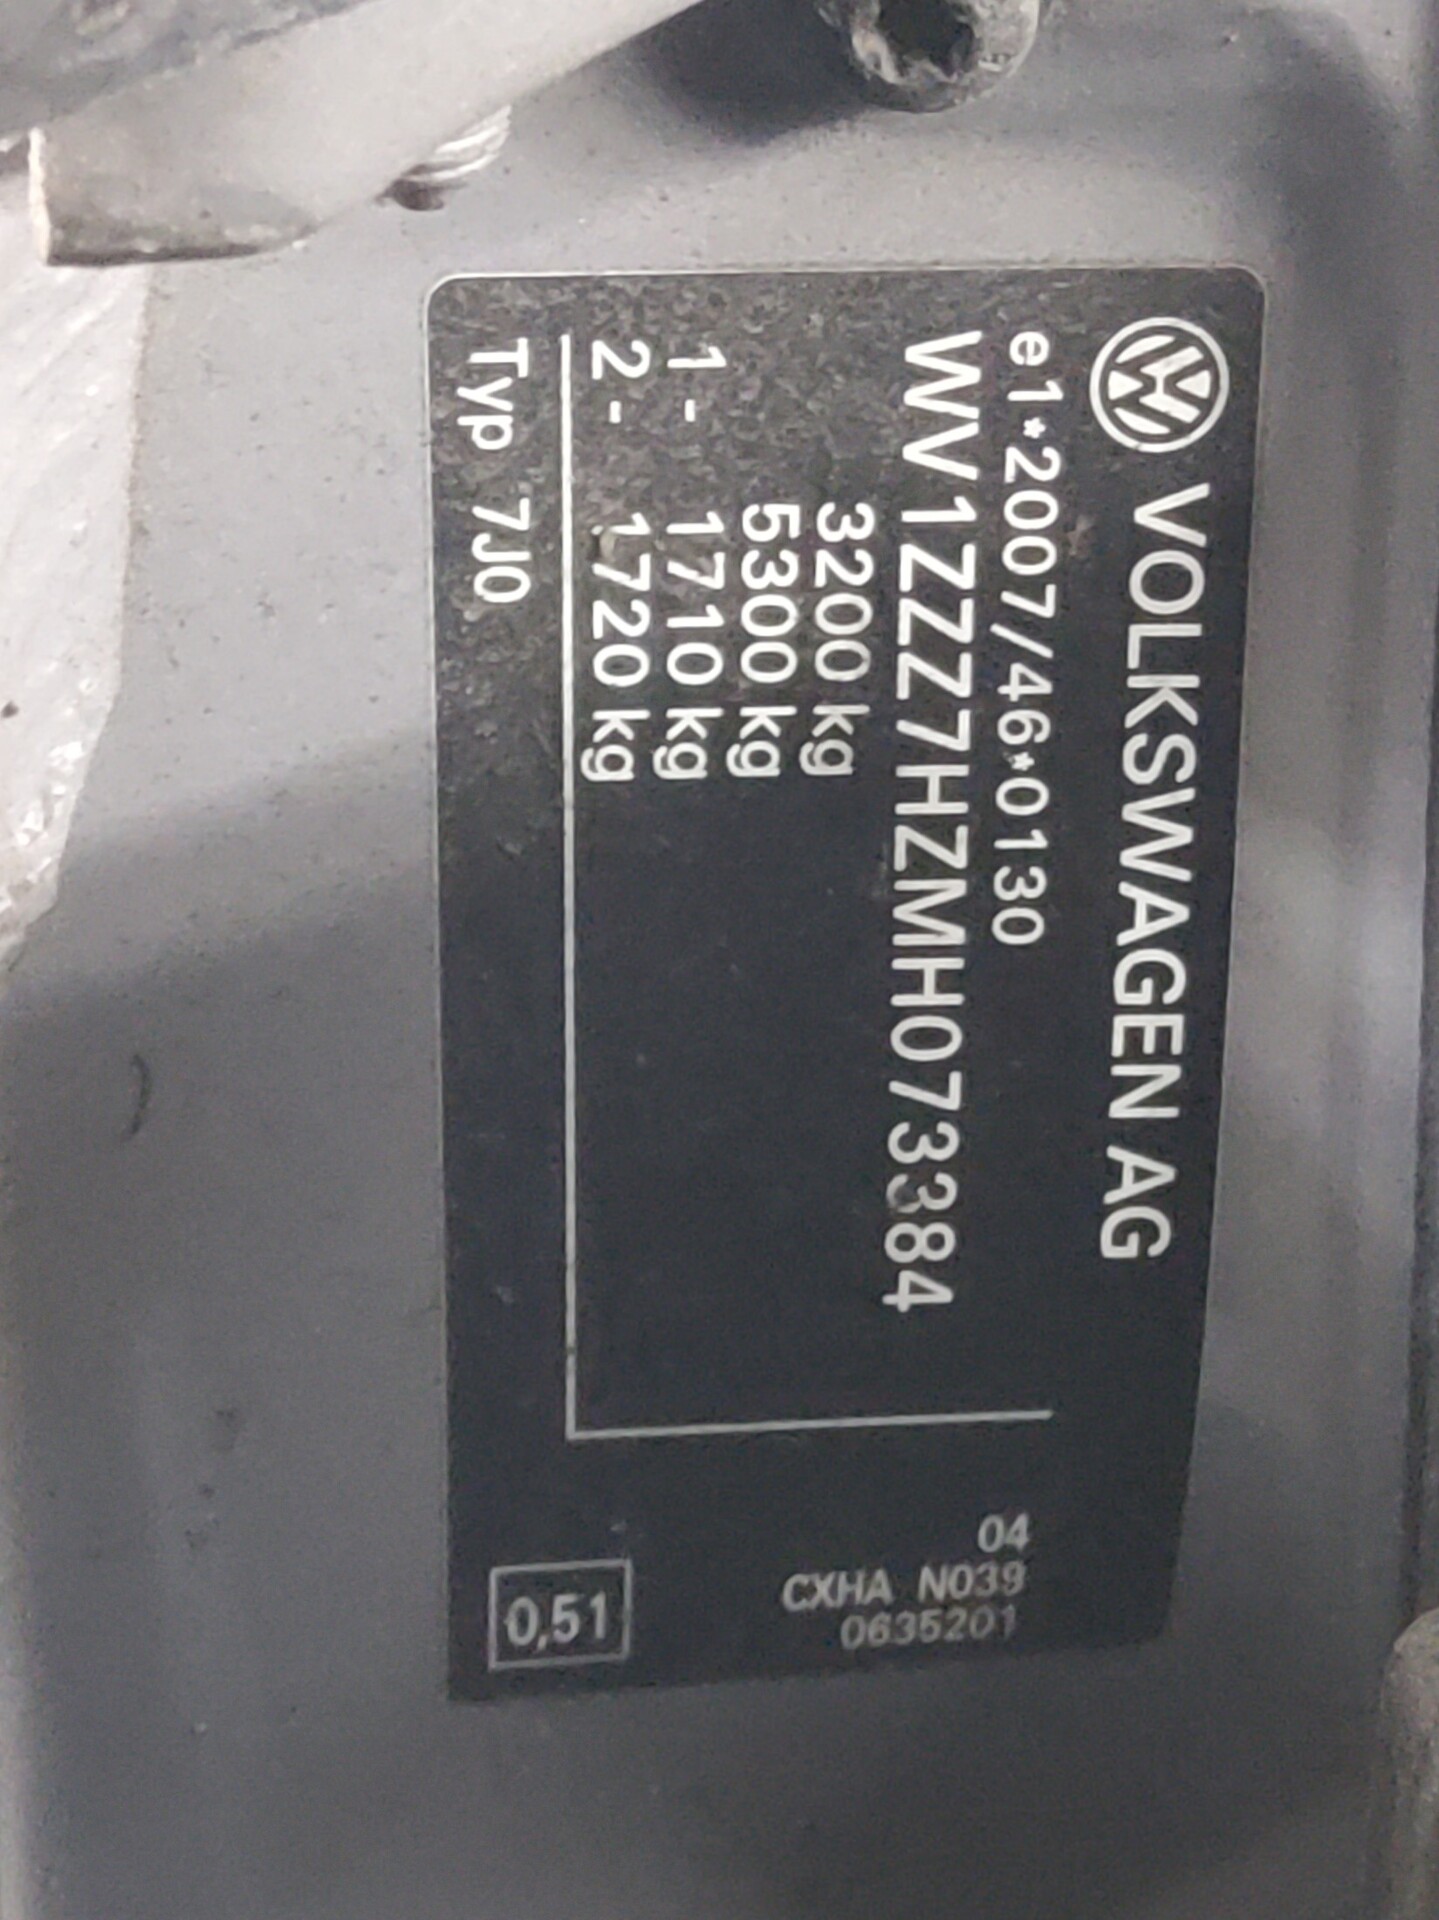 VOLKSWAGEN AG
e1*2007/46*0130
WV1ZZZ7HZMH073384
3200 kg
5300 kg
1- 1710 kg
2- 1720 kg
Typ 7J0
04
CXHA N039
0635201
0,51